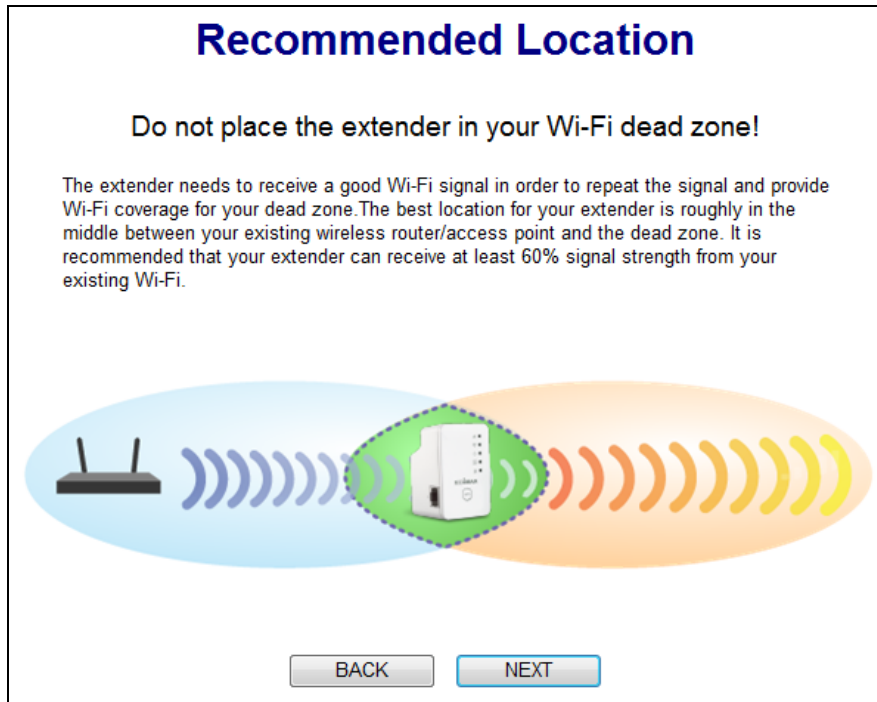 Recommended Location
Do not place the extender in your Wi-Fi dead zone!
The extender needs to receive a good Wi-Fi signal in order to repeat the signal and provide
Wi-Fi coverage for your dead zone.The best location for your extender is roughly in the
middle between your existing wireless router/access point and the dead zone. It is
recommended that your extender can receive at least 60% signal strength from your
existing Wi-Fi.
BACK
NEXT